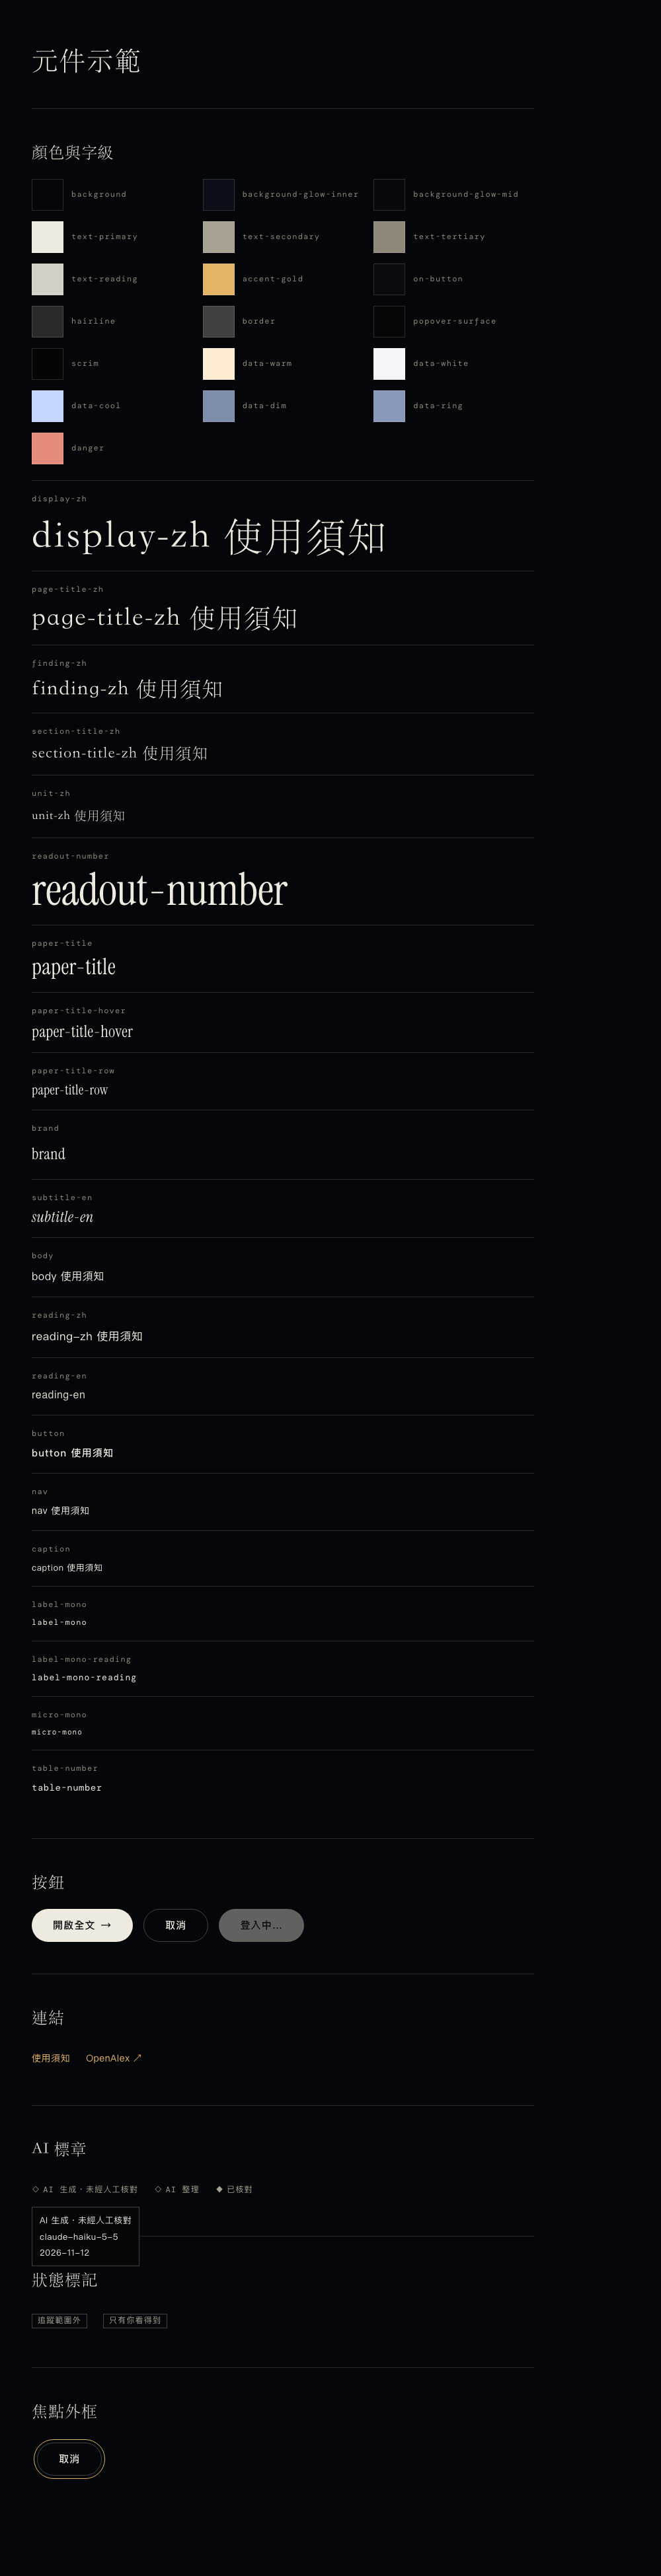 元件示範
顏色與字級
background
background-glow-inner
background-glow-mid
text-primary
text-secondary
text-tertiary
text-reading
accent-gold
on-button
hairline
border
popover-surface
scrim
data-warm
data-white
data-cool
data-dim
data-ring
danger
display-zh
display-zh 使用須知
page-title-zh
page-title-zh 使用須知
finding-zh
finding-zh 使用須知
section-title-zh
section-title-zh 使用須知
unit-zh
unit-zh 使用須知
readout-number
readout-number
paper-title
paper-title
paper-title-hover
paper-title-hover
paper-title-row
paper-title-row
brand
brand
subtitle-en
subtitle-en
body
body 使用須知
reading-zh
reading-zh 使用須知
reading-en
reading-en
button
button 使用須知
nav
nav 使用須知
caption
caption 使用須知
label-mono
label-mono
label-mono-reading
label-mono-reading
micro-mono
micro-mono
table-number
table-number
按鈕
開啟全文 →
取消
登入中…
連結
使用須知
OpenAlex ↗
AI 標章
◇ AI 生成・未經人工核對
◇ AI 整理
◆ 已核對
AI 生成・未經人工核對
claude-haiku-5-5
2026-11-12
狀態標記
追蹤範圍外
只有你看得到
焦點外框
取消